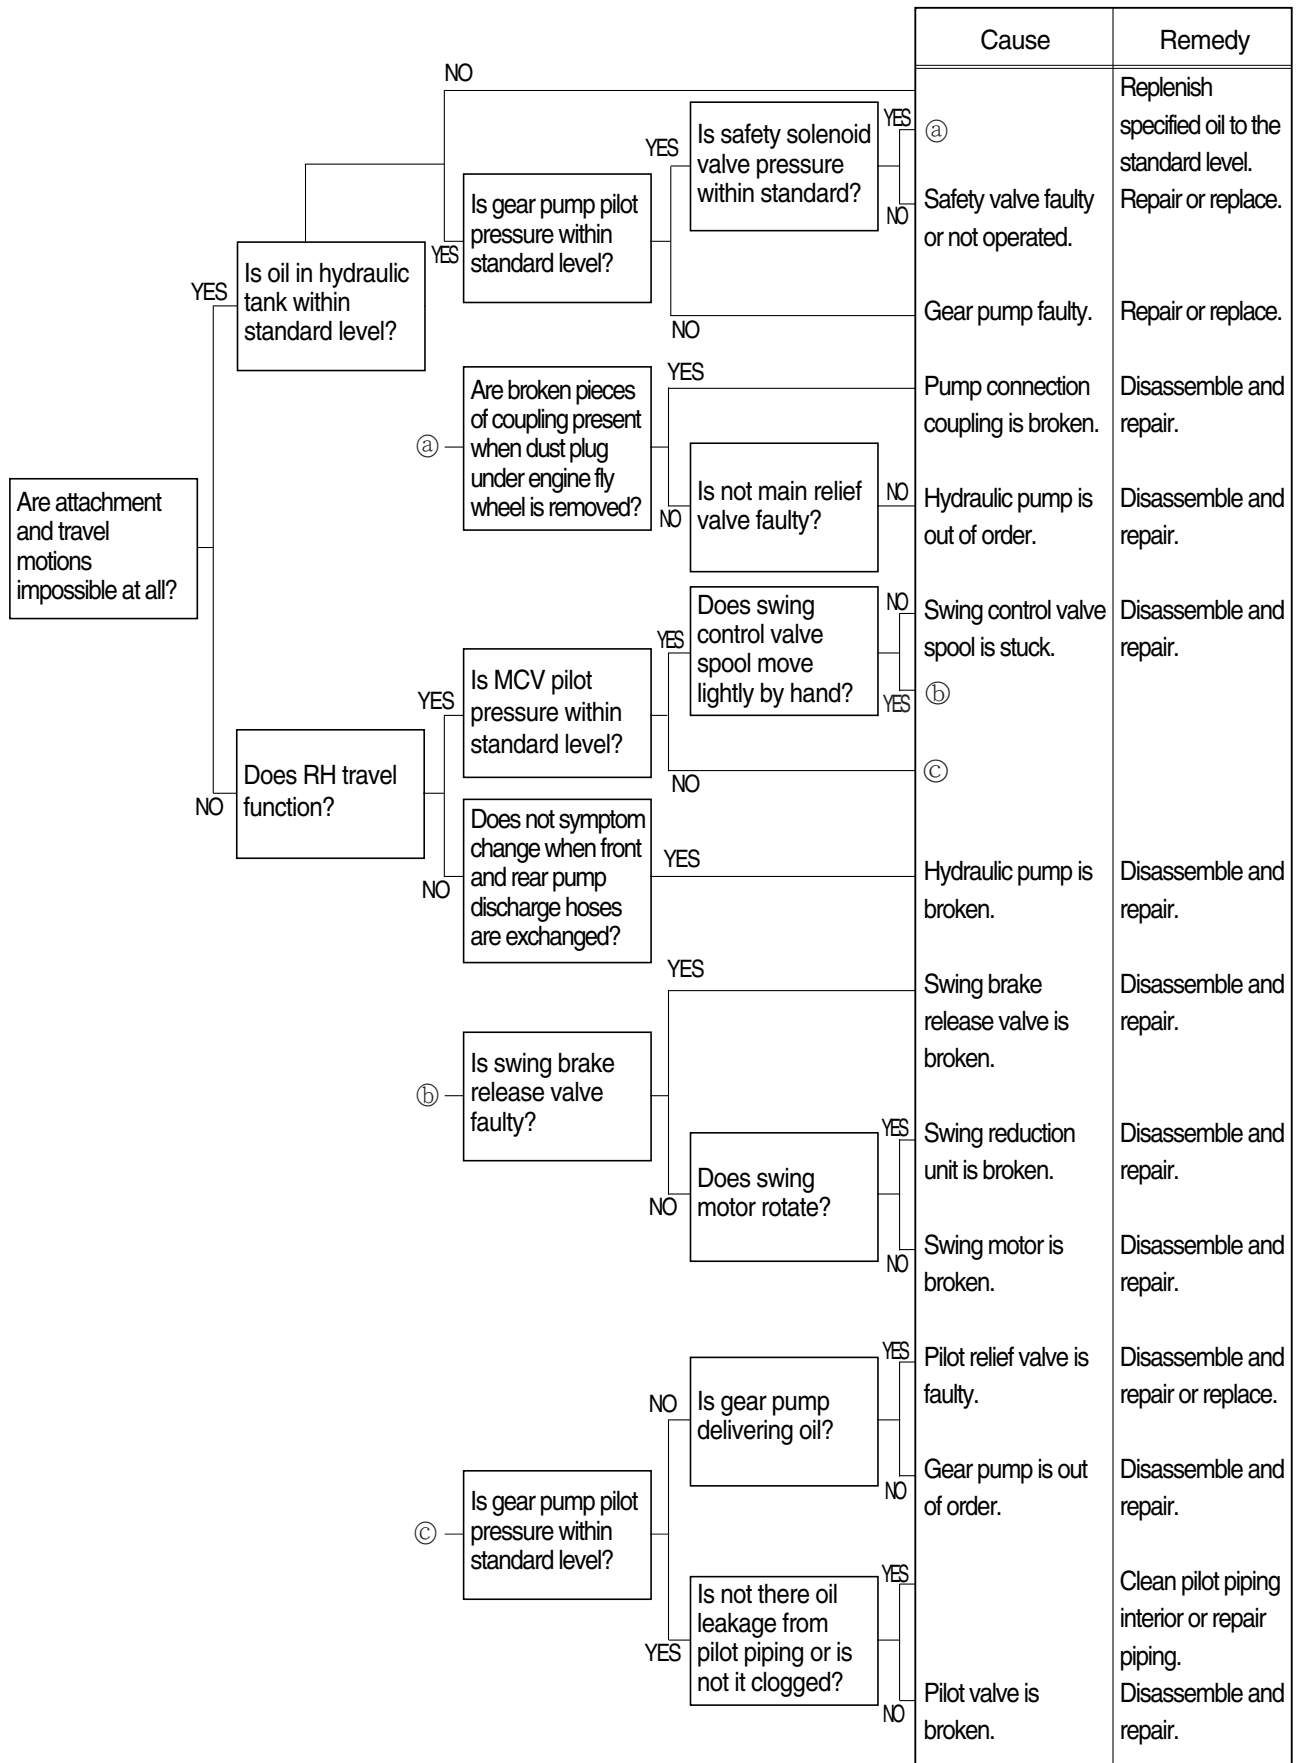 Cause
Remedy
NO
Replenish
specified oil to the
standard level.
YES
Is safety solenoid
valve pressure
within standard?
YES
ⓐ
NO
Safety valve faulty
or not operated.
Repair or replace.
Is gear pump pilot
pressure within
standard level?
YES
YES
Is oil in hydraulic
tank within
standard level?
NO
Gear pump faulty.
Repair or replace.
ⓐ
Are broken pieces
of coupling present
when dust plug
under engine fly
wheel is removed?
YES
Pump connection
coupling is broken.
Disassemble and
repair.
NO
Is not main relief
valve faulty?
NO
Hydraulic pump is
out of order.
Disassemble and
repair.
Are attachment
and travel
motions
impossible at all?
Does swing
control valve
spool move
lightly by hand?
NO
Swing control valve
spool is stuck.
Disassemble and
repair.
YES
YES
ⓑ
YES
Is MCV pilot
pressure within
standard level?
NO
ⓒ
NO
Does RH travel
function?
NO
Does not symptom
change when front
and rear pump
discharge hoses
are exchanged?
YES
Hydraulic pump is
broken.
Disassemble and
repair.
ⓑ
Is swing brake
release valve
faulty?
YES
Swing brake
release valve is
broken.
Disassemble and
repair.
NO
Does swing
motor rotate?
YES
Swing reduction
unit is broken.
Disassemble and
repair.
NO
Swing motor is
broken.
Disassemble and
repair.
ⓒ
Is gear pump pilot
pressure within
standard level?
NO
Is gear pump
delivering oil?
YES
Pilot relief valve is
faulty.
Disassemble and
repair or replace.
NO
Gear pump is out
of order.
Disassemble and
repair.
YES
Is not there oil
leakage from
pilot piping or is
not it clogged?
YES
Clean pilot piping
interior or repair
piping.
NO
Pilot valve is
broken.
Disassemble and
repair.